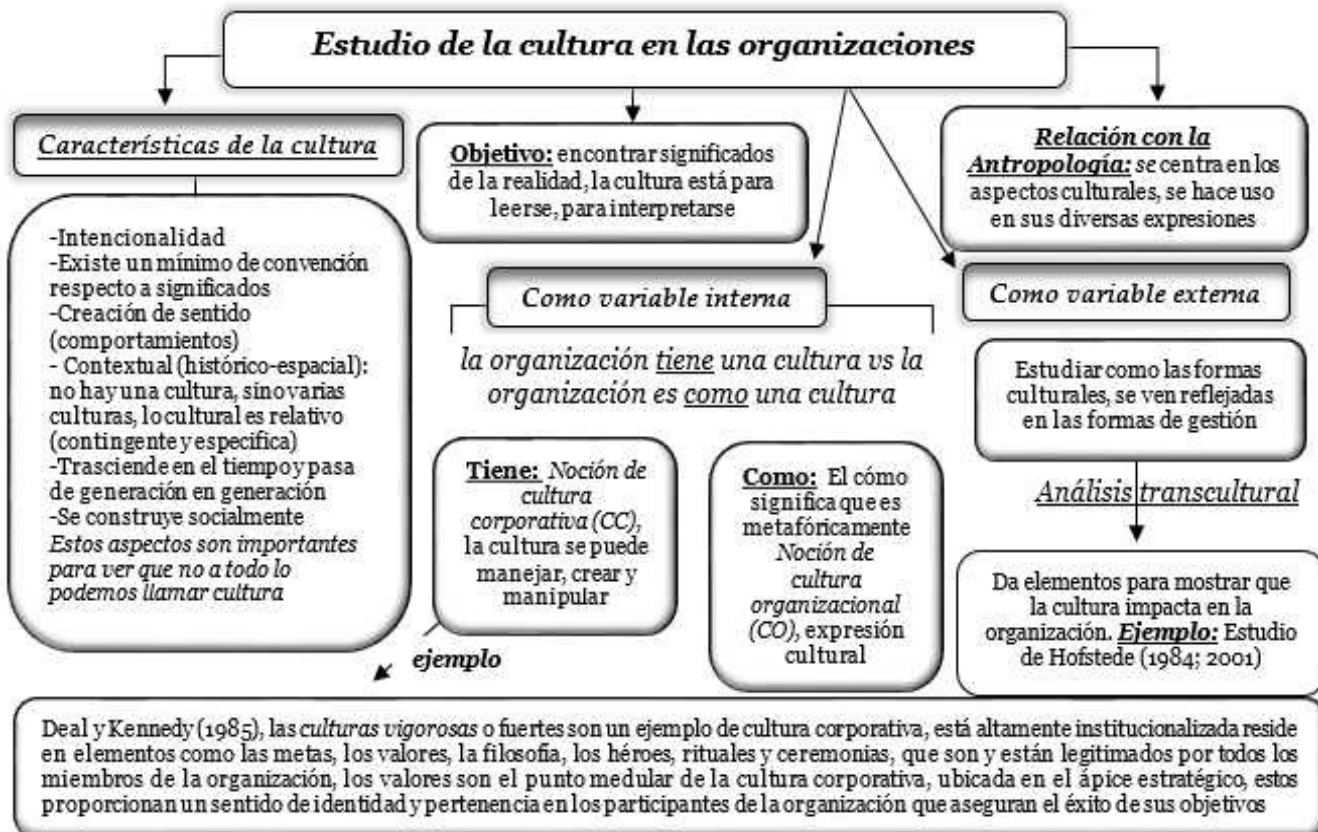 Estudio de la cultura en las organizaciones
Características de la cultura
-Intencionalidad
-Existe un mínimo de convención
respecto a significados
-Creación de sentido
(comportamientos)
- Contextual (histórico-espacial):
no hay una cultura, sino varias
culturas, lo cultural es relativo
(contingente y especifica)
-Trasciende en el tiempo y pasa
de generación en generación
-Se construye socialmente
Estos aspectos son importantes
para ver que no a todo lo
podemos llamar cultura
Objetivo: encontrar significados
de la realidad, la cultura está para
leerse, para interpretarse
Relación con la
Antropología: se centra en los
aspectos culturales, se hace uso
en sus diversas expresiones
Como variable interna
la organización tiene una cultura vs la
organización es como una cultura
Tiene: Noción de
cultura
corporativa (CC),
la cultura se puede
manejar, crear y
manipular
Como: El cómo
significa que es
metafóricamente
Noción de
cultura
organizacional
(CO), expresión
cultural
Como variable externa
Estudiar como las formas
culturales, se ven reflejadas
en las formas de gestión
Análisis transcultural
Da elementos para mostrar que
la cultura impacta en la
organización. Ejemplo: Estudio
de Hofstede (1984; 2001)
ejemplo
Deal y Kennedy (1985), las culturas vigorosas o fuertes son un ejemplo de cultura corporativa, está altamente institucionalizada reside
en elementos como las metas, los valores, la filosofía, los héroes, rituales y ceremonias, que son y están legitimados por todos los
miembros de la organización, los valores son el punto medular de la cultura corporativa, ubicada en el ápice estratégico, estos
proporcionan un sentido de identidad y pertenencia en los participantes de la organización que aseguran el éxito de sus objetivos